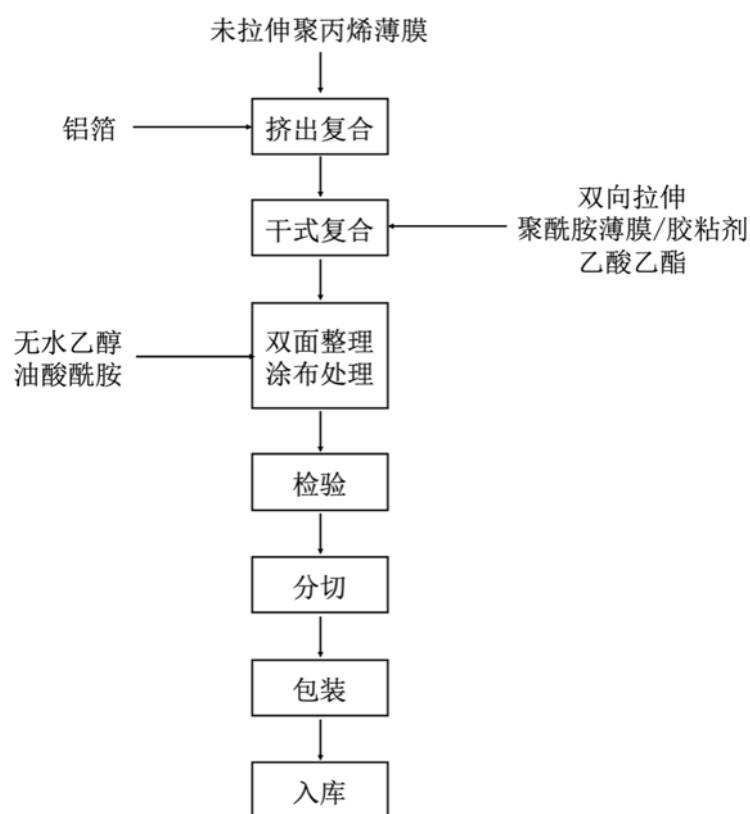 未拉伸聚丙烯薄膜
铝箔
挤出复合
干式复合
双向拉伸
聚酰胺薄膜/胶粘剂
乙酸乙酯
无水乙醇
油酸酰胺
双面整理
涂布处理
检验
分切
包装
入库